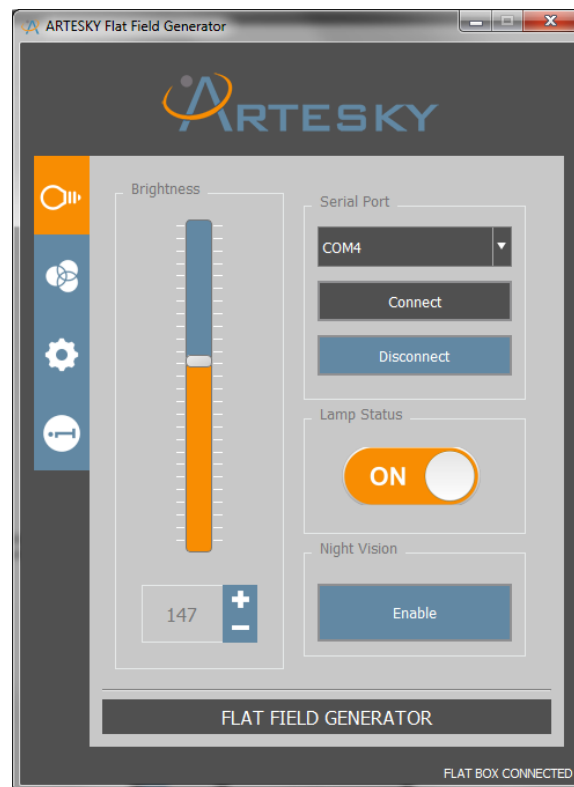 ARTESKY Flat Field Generator
ARTESKY
Brightness
147
Serial Port
COM4
Connect
Disconnect
Lamp Status
ON
Night Vision
Enable
FLAT FIELD GENERATOR
FLAT BOX CONNECTED